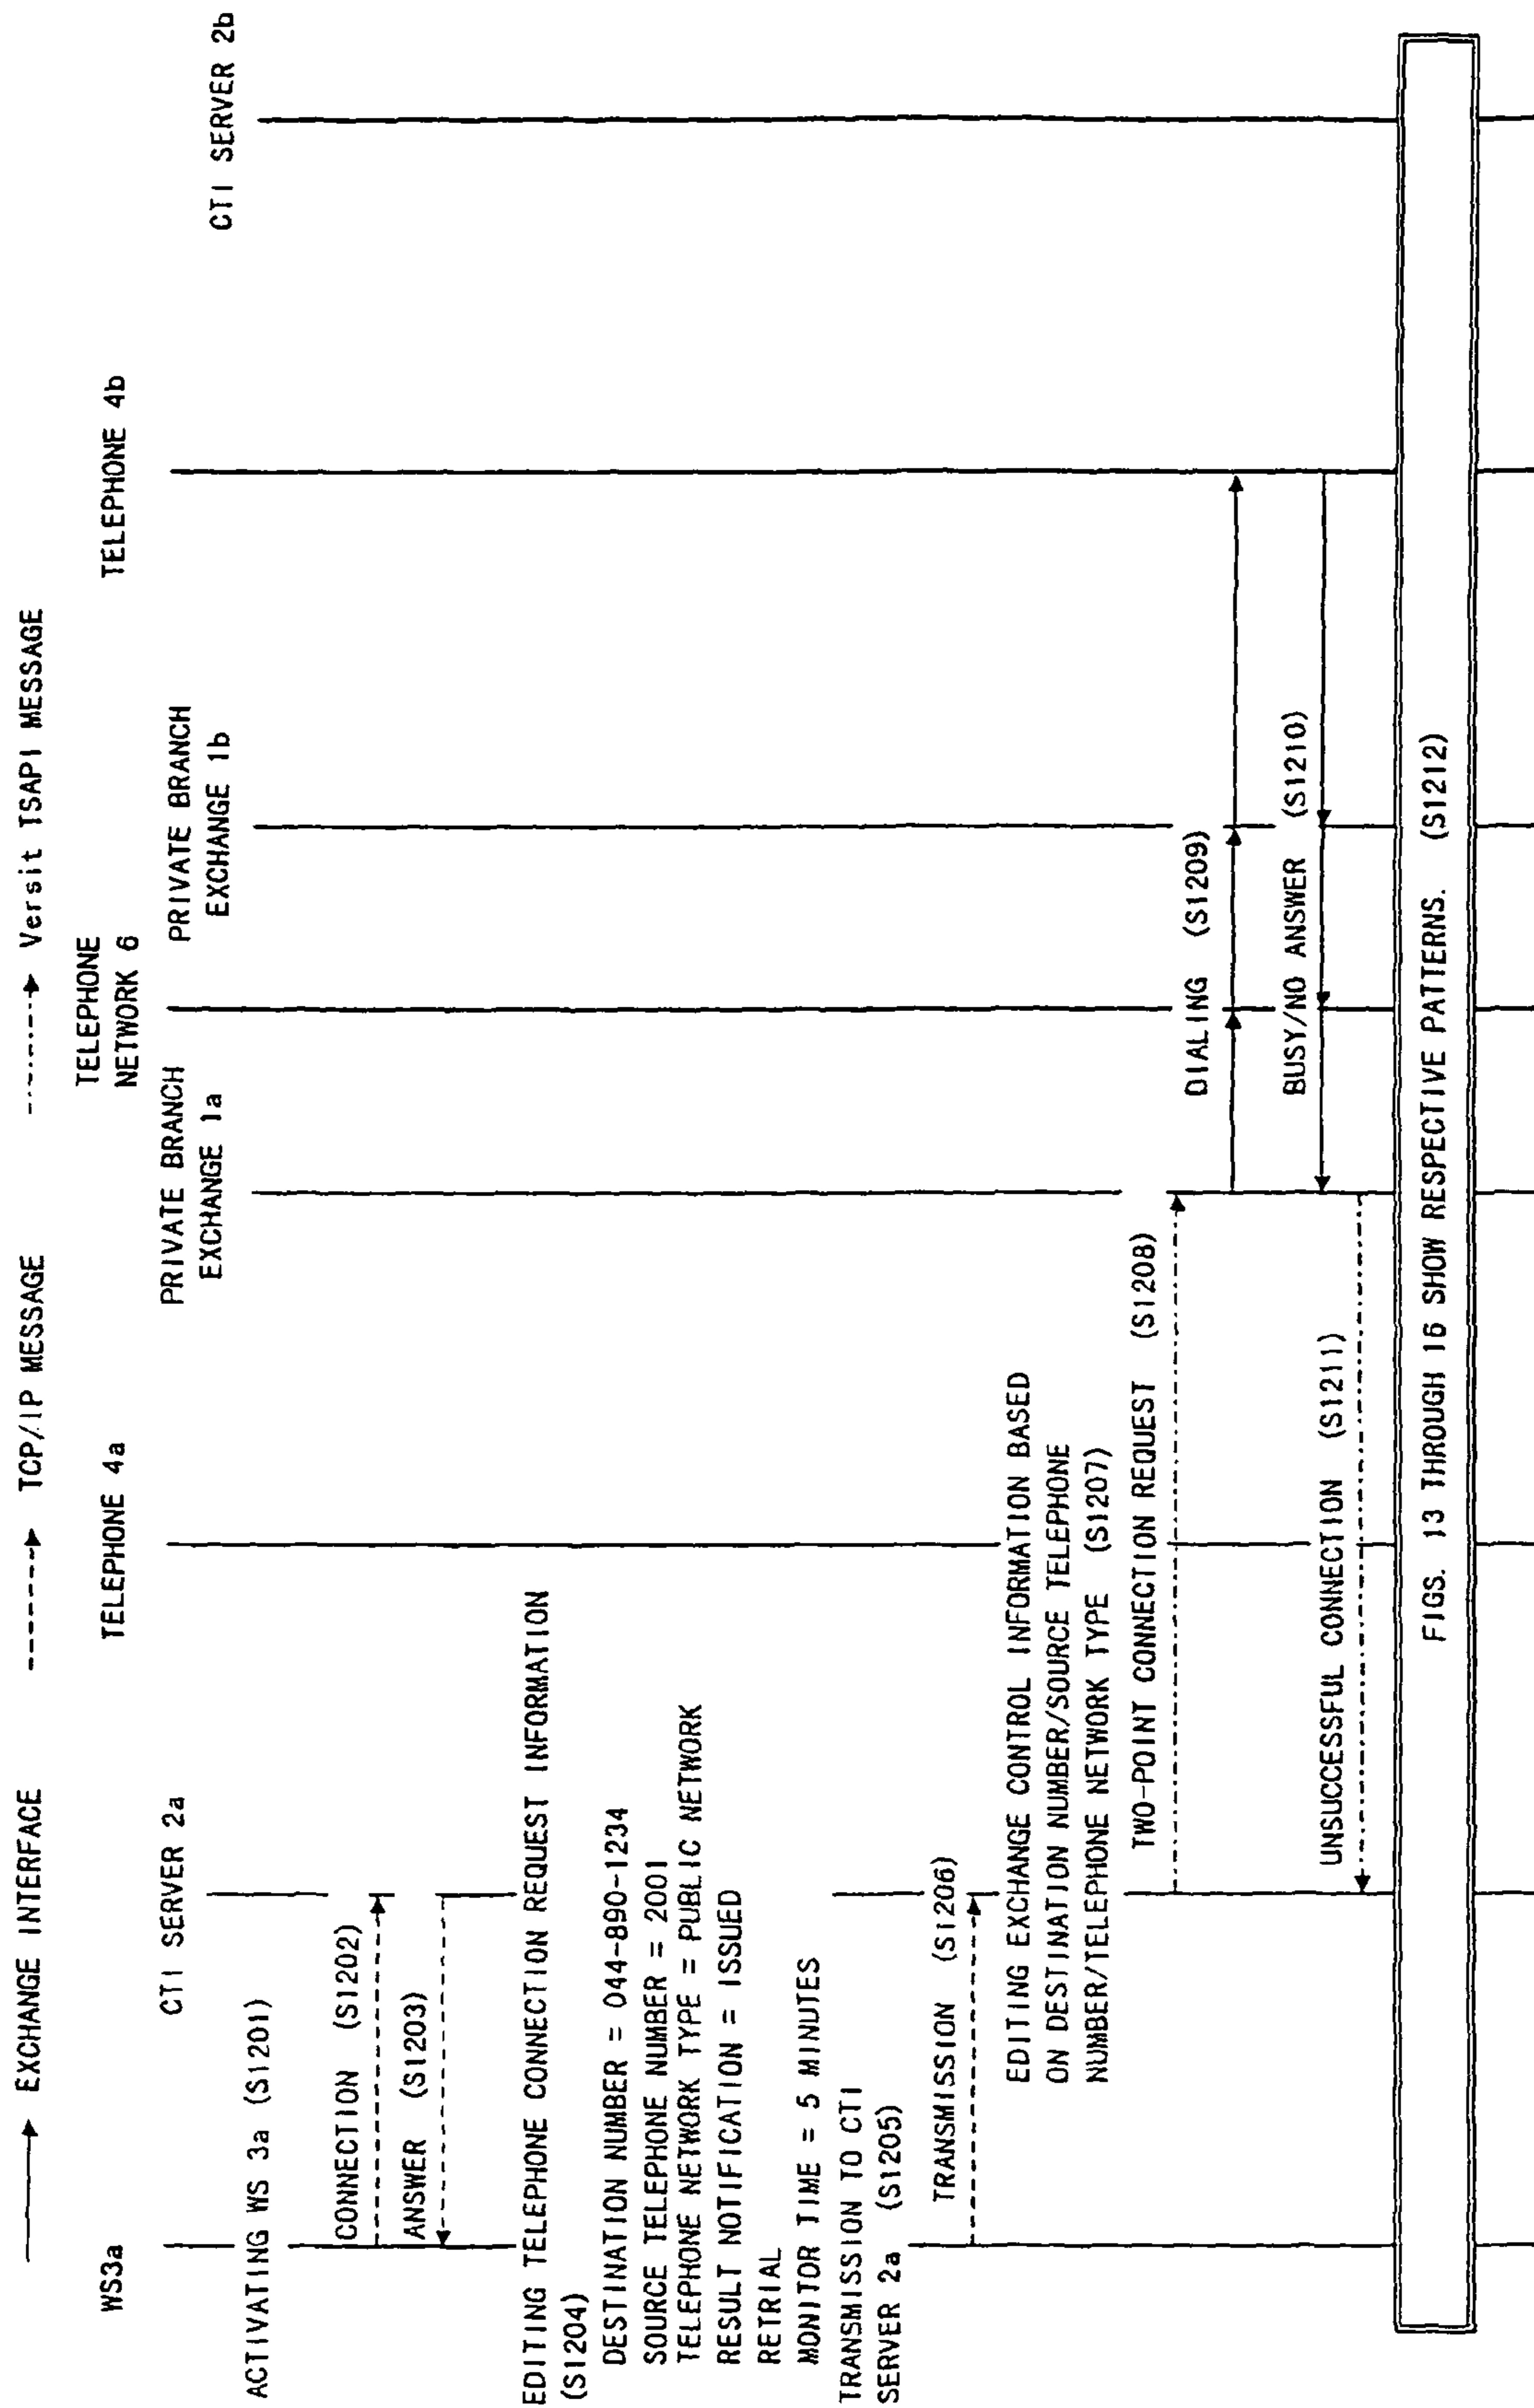 EXCHANGE INTERFACE
TCP/IP MESSAGE
Versit TSAPI MESSAGE
WS3a
CTI SERVER 2a
TELEPHONE 4a
PRIVATE BRANCH
EXCHANGE 1a
TELEPHONE
NETWORK 6
PRIVATE BRANCH
EXCHANGE 1b
TELEPHONE 4b
CTI SERVER 2b
ACTIVATING WS 3a (S1201)
CONNECTION (S1202)
ANSWER (S1203)
EDITING TELEPHONE CONNECTION REQUEST INFORMATION
(S1204)
DESTINATION NUMBER = 044-890-1234
SOURCE TELEPHONE NUMBER = 2001
TELEPHONE NETWORK TYPE = PUBLIC NETWORK
RESULT NOTIFICATION = ISSUED
RETRIAL
MONITOR TIME = 5 MINUTES
TRANSMISSION TO CTI
SERVER 2a (S1205)
TRANSMISSION (S1206)
EDITING EXCHANGE CONTROL INFORMATION BASED
ON DESTINATION NUMBER/SOURCE TELEPHONE
NUMBER/TELEPHONE NETWORK TYPE (S1207)
TWO-POINT CONNECTION REQUEST (S1208)
DIALING (S1209)
BUSY/NO ANSWER (S1210)
UNSUCCESSFUL CONNECTION (S1211)
FIGS. 13 THROUGH 16 SHOW RESPECTIVE PATTERNS. (S1212)